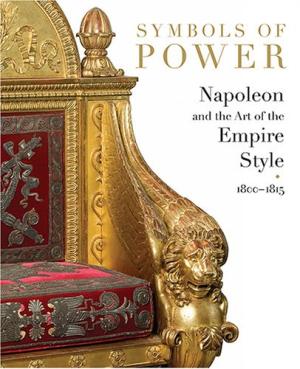 SYMBOLS OF
POWER
Napoleon
and the Art of the
Empire
Style
1800–1815